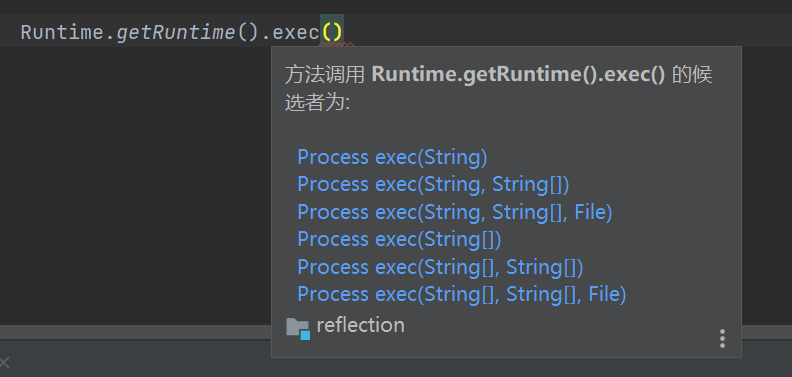 Runtime.getRuntime().exec()
方法调用 Runtime.getRuntime().exec() 的候
选者为:
Process exec(String)
Process exec(String, String[])
Process exec(String, String[], File)
Process exec(String[])
Process exec(String[], String[])
Process exec(String[], String[], File)
reflection